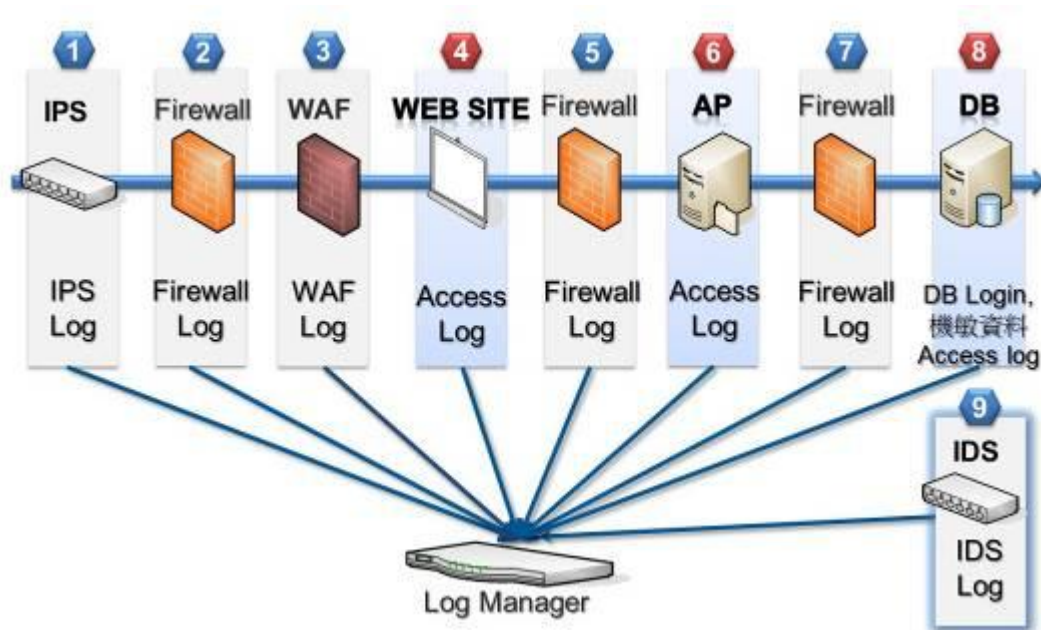 1
2
3
4
5
6
7
8
IPS
Firewall
WAF
WEB SITE
Firewall
AP
Firewall
DB
IPS
Log
Firewall
Log
WAF
Log
Access
Log
Firewall
Log
Access
Log
Firewall
Log
DB Login,
機敏資料
Access log
9
IDS
IDS
Log
Log Manager